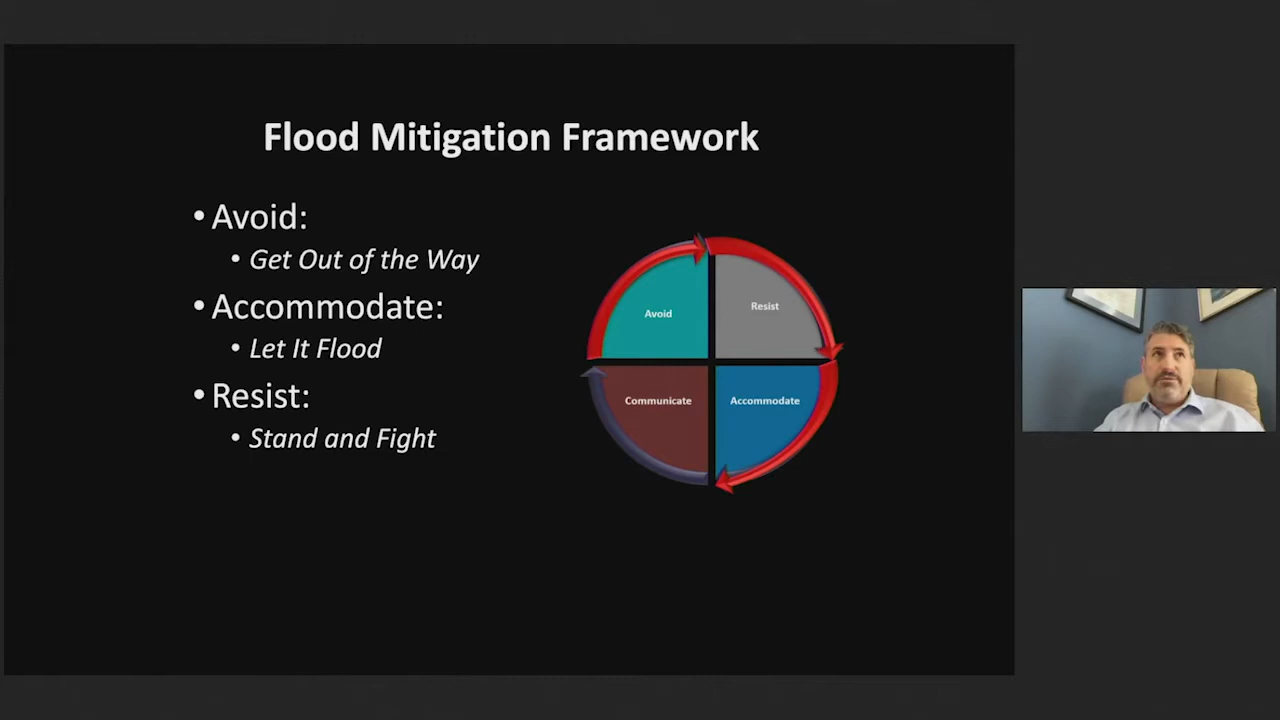 Flood Mitigation Framework
• Avoid:
• Get Out of the Way
• Accommodate:
• Let It Flood
• Resist:
• Stand and Fight
Avoid
Resist
Communicate
Accommodate